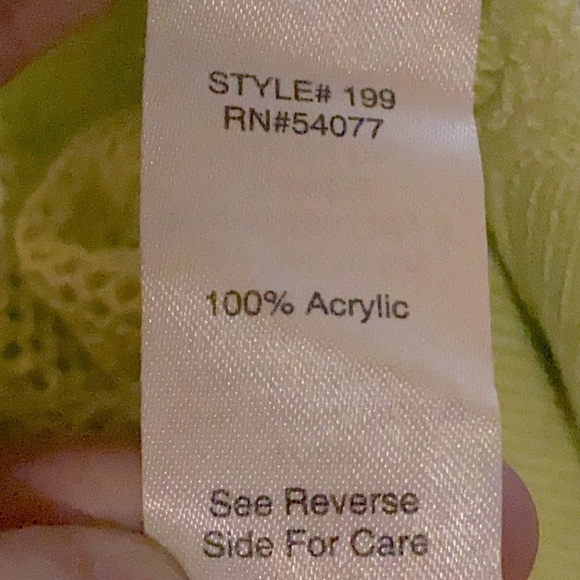 STYLE# 199
RN#54077
100% Acrylic
See Reverse
Side For Care